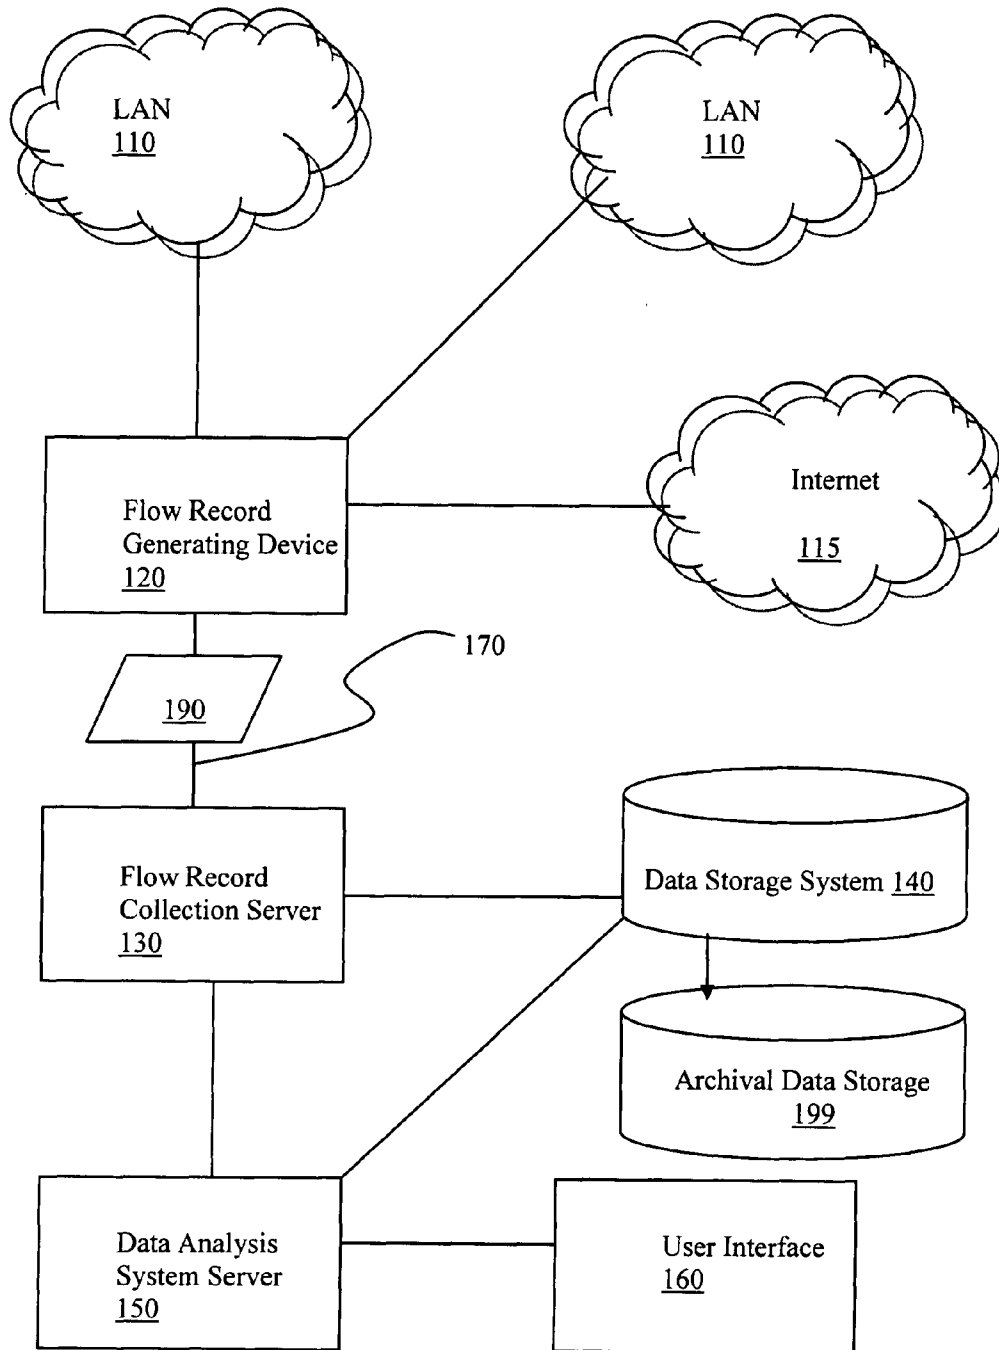 LAN
110
LAN
110
Internet
115
Flow Record
Generating Device
120
170
190
Flow Record
Collection Server
130
Data Storage System 140
Archival Data Storage
199
Data Analysis
System Server
150
User Interface
160